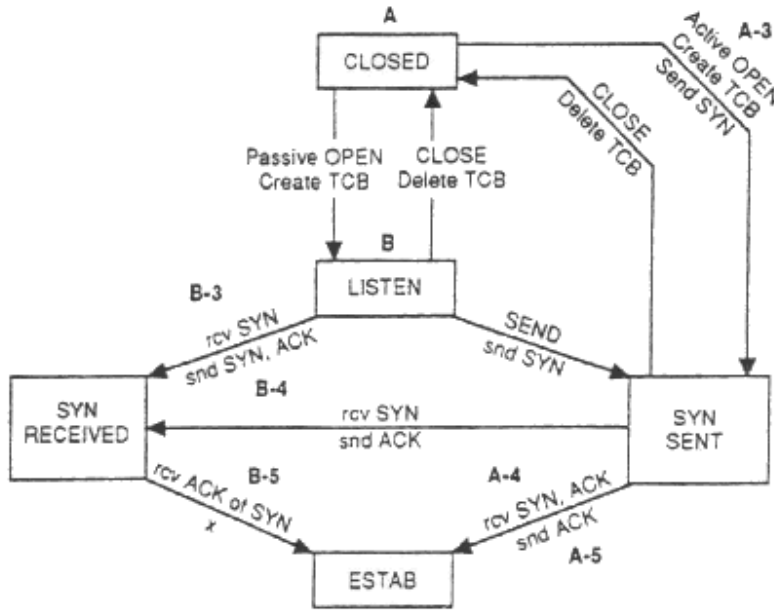 A
A-3
CLOSED
Active OPEN
Create TCB
Send SYN
CLOSE
Delete TCB
Passive OPEN
Create TCB
CLOSE
Delete TCB
B
LISTEN
B-3
rcv SYN
snd SYN, ACK
SEND
snd SYN
B-4
SYN
RECEIVED
rcv SYN
snd ACK
SYN
SENT
B-5
rcv ACK of SYN
x
A-4
rcv SYN, ACK
snd ACK
A-5
ESTAB